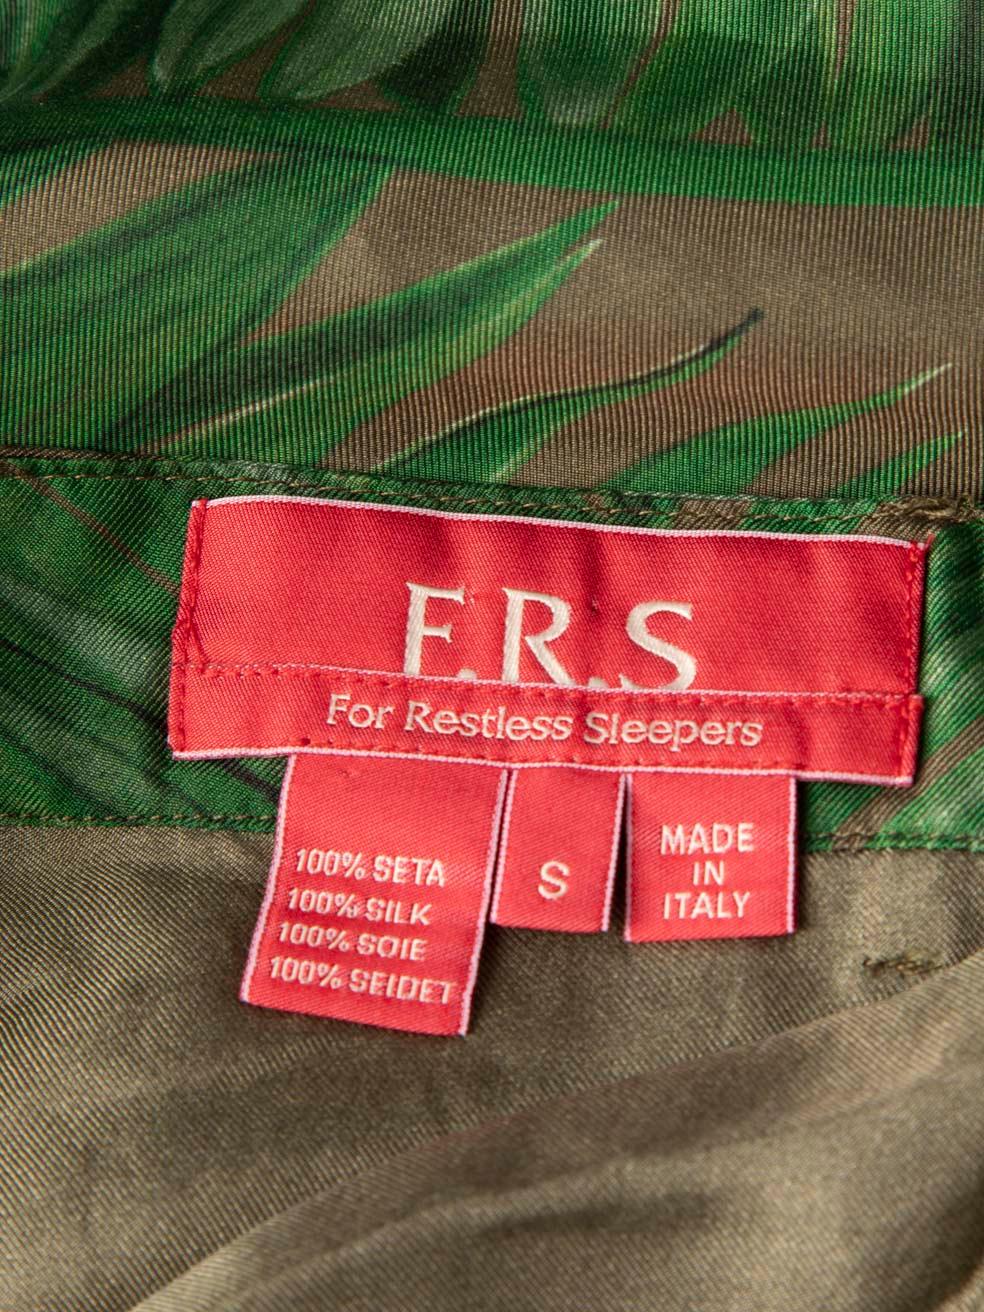 F.R.S
For Restless Sleepers
100% SETA
100% SILK
100% SOIE
100% SEIDET
S
MADE
IN
ITALY